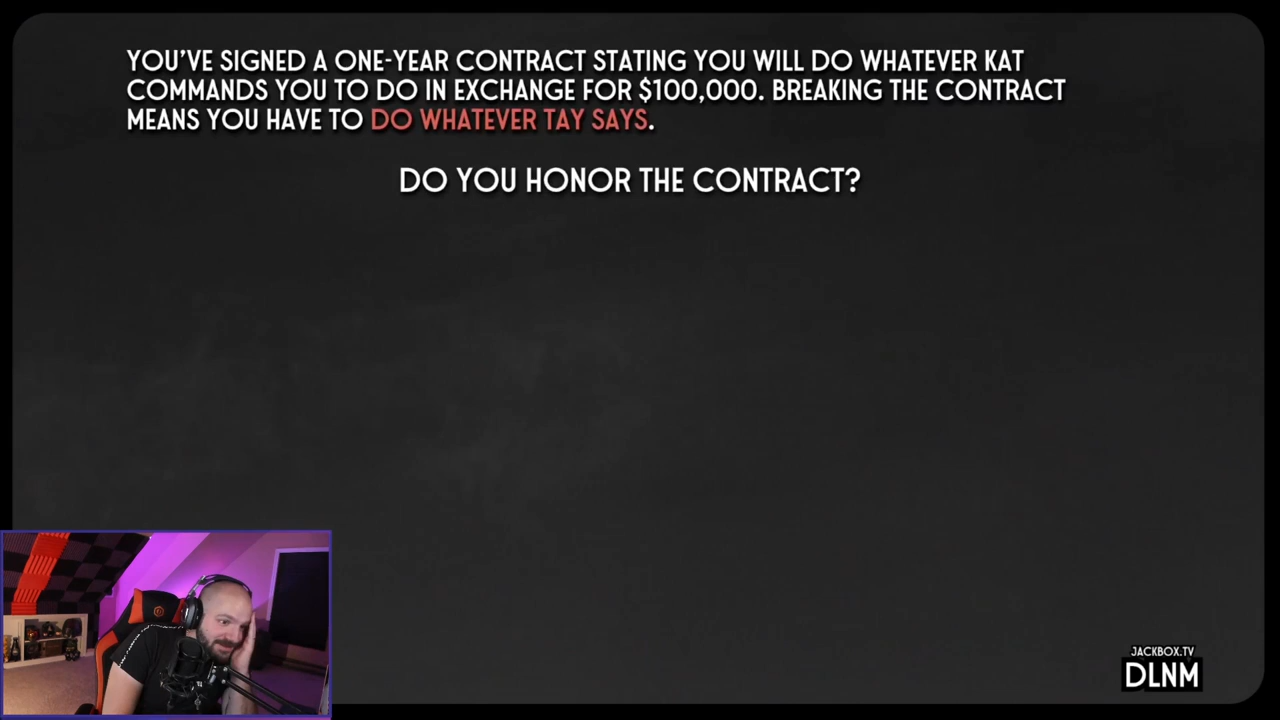 YOU'VE SIGNED A ONE-YEAR CONTRACT STATING YOU WILL DO WHATEVER KAT
COMMANDS YOU TO DO IN EXCHANGE FOR $100,000. BREAKING THE CONTRACT
MEANS YOU HAVE TO DO WHATEVER TAY SAYS.
DO YOU HONOR THE CONTRACT?
JACKBOX.TV
DLNM